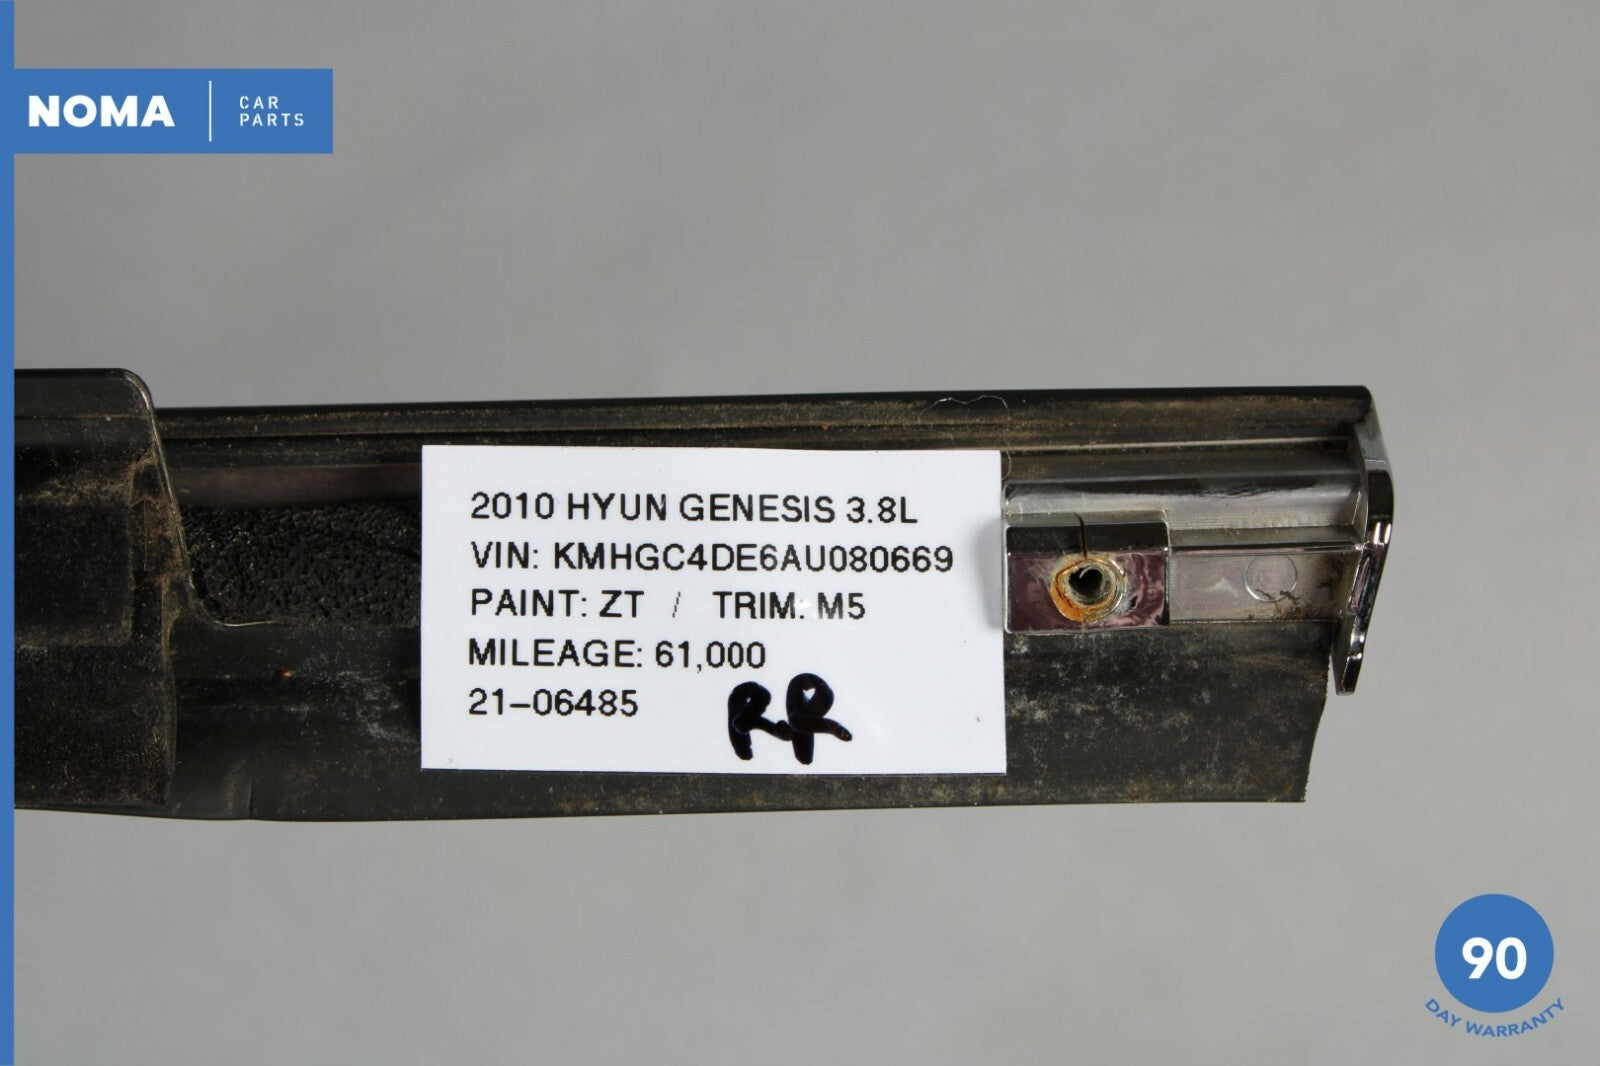 NOMA
CAR
PARTS
2010 HYUN GENESIS 3.8L
VIN: KMHGC4DE6AU080669
PAINT: ZT / TRIM: M5
MILEAGE: 61,000
21-06485
R.R
90
DAY WARRANTY